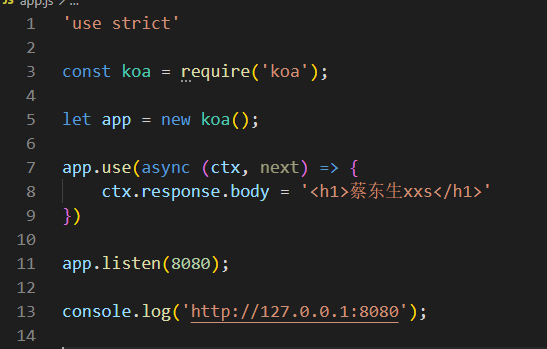 JS app.js > ...
1 'use strict'
2
3 const koa = require('koa');
4
5 let app = new koa();
6
7 app.use(async (ctx, next) => {
8 ctx.response.body = '<h1>蔡东生xxs</h1>'
9 })
10
11 app.listen(8080);
12
13 console.log('http://127.0.0.1:8080');
14